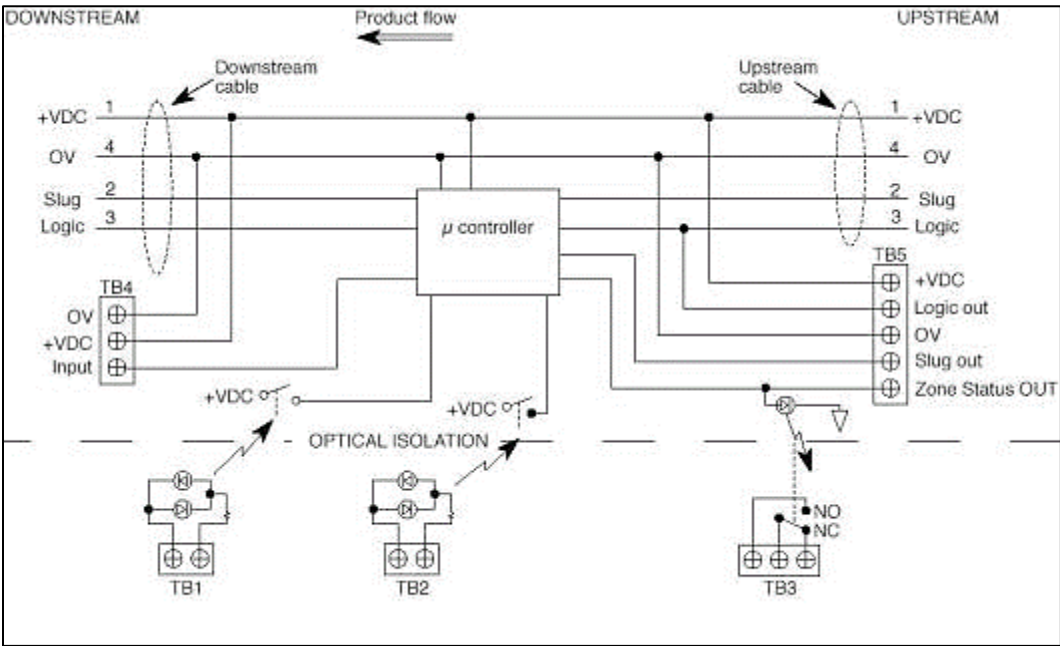 DOWNSTREAM
Product flow
UPSTREAM
Downstream
cable
Upstream
cable
+VDC 1
1 +VDC
OV 4
4 OV
Slug 2
2 Slug
Logic 3
3 Logic
μ controller
TB4
OV
+VDC
Input
TB5
+VDC
Logic out
OV
Slug out
Zone Status OUT
+VDC
+VDC
OPTICAL ISOLATION
NO
NC
TB1
TB2
TB3